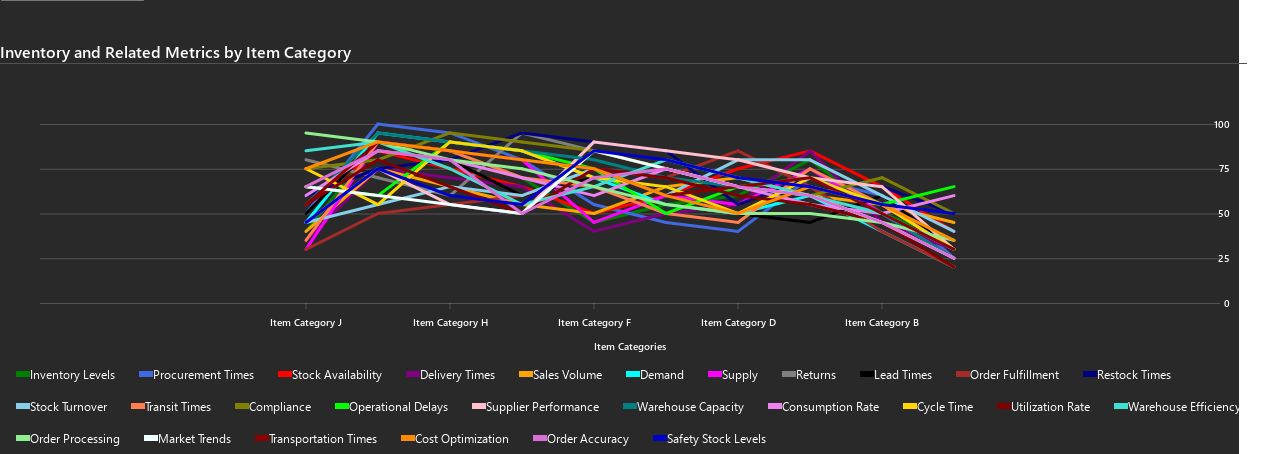 Inventory and Related Metrics by Item Category
100
75
50
25
0
Item Category J Item Category H Item Category F Item Category D Item Category B
Item Categories
Inventory Levels Procurement Times Stock Availability Delivery Times Sales Volume Demand Supply Returns Lead Times Order Fulfillment Restock Times
Stock Turnover Transit Times Compliance Operational Delays Supplier Performance Warehouse Capacity Consumption Rate Cycle Time Utilization Rate Warehouse Efficiency
Order Processing Market Trends Transportation Times Cost Optimization Order Accuracy Safety Stock Levels